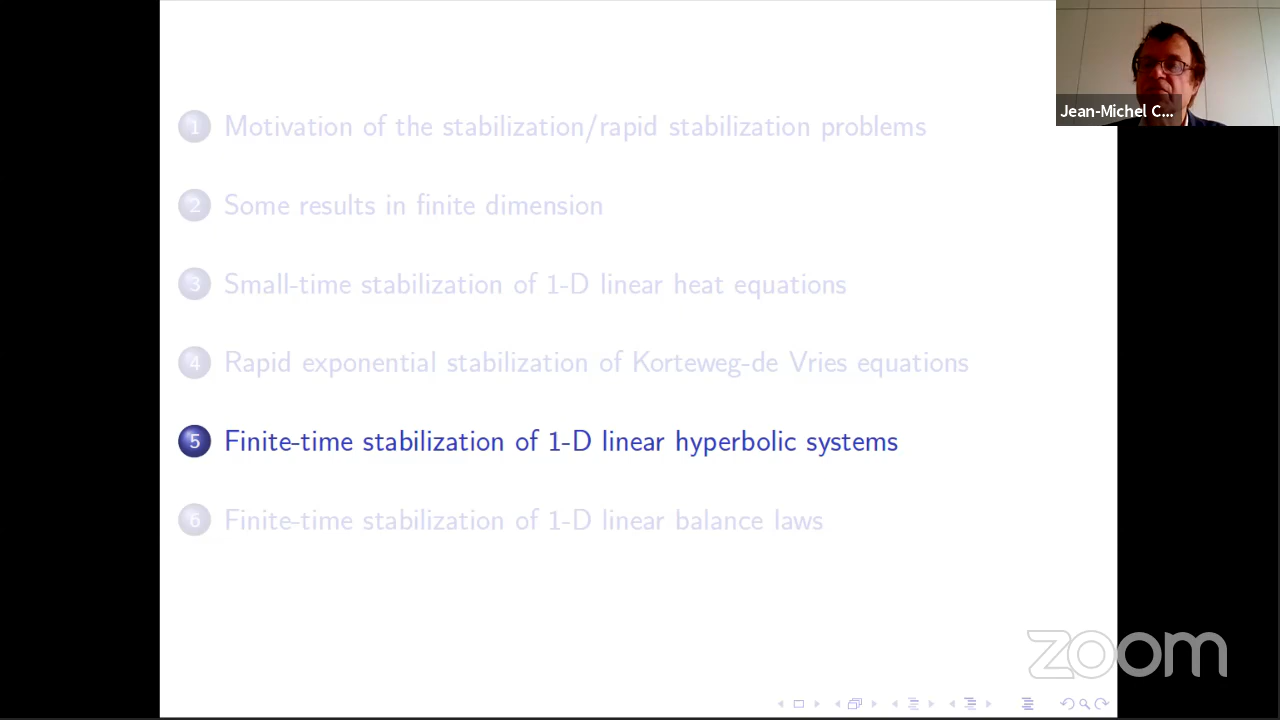 1 Motivation of the stabilization/rapid stabilization problems
2 Some results in finite dimension
3 Small-time stabilization of 1-D linear heat equations
4 Rapid exponential stabilization of Korteweg-de Vries equations
5 Finite-time stabilization of 1-D linear hyperbolic systems
6 Finite-time stabilization of 1-D linear balance laws
Jean-Michel C...
zoom